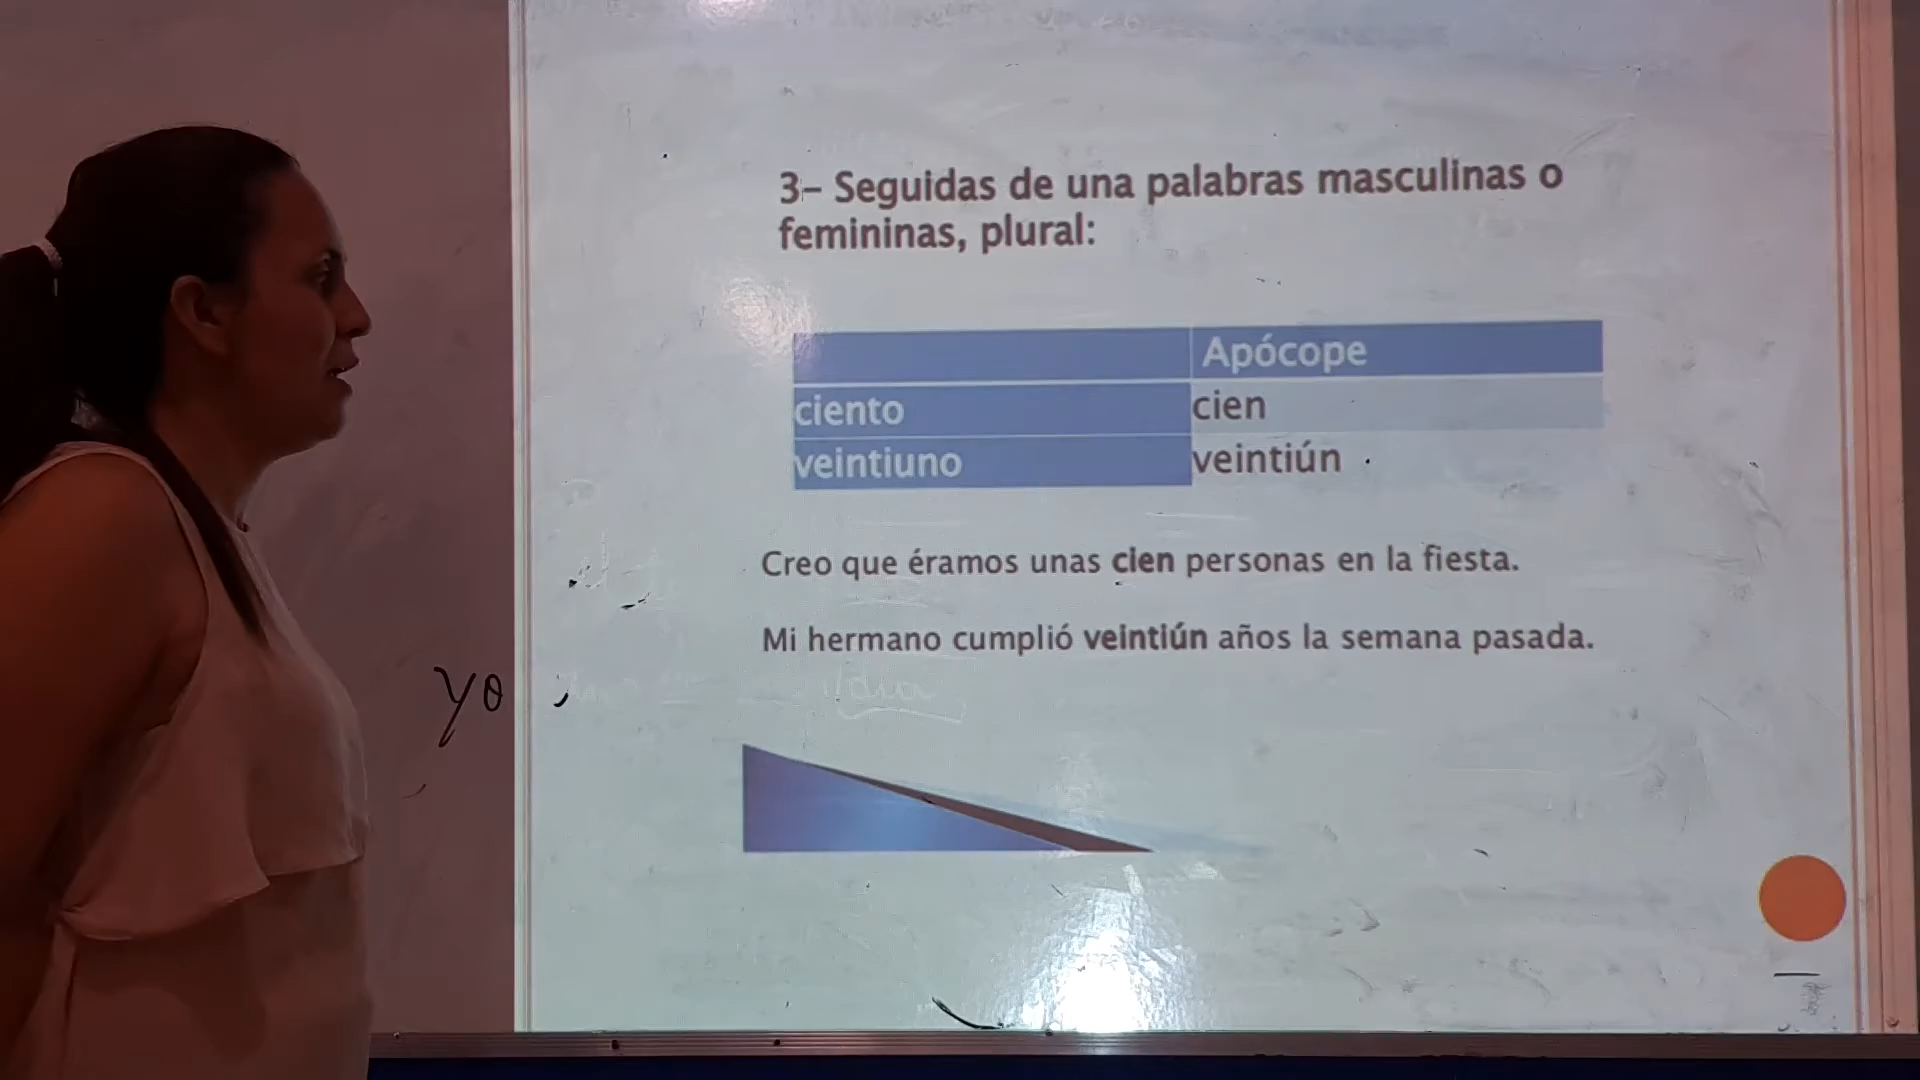 3– Seguidas de una palabras masculinas o
femininas, plural:
Apócope
ciento cien
veintiuno veintiún
Creo que éramos unas cien personas en la fiesta.
Mi hermano cumplió veintiún años la semana pasada.
yo